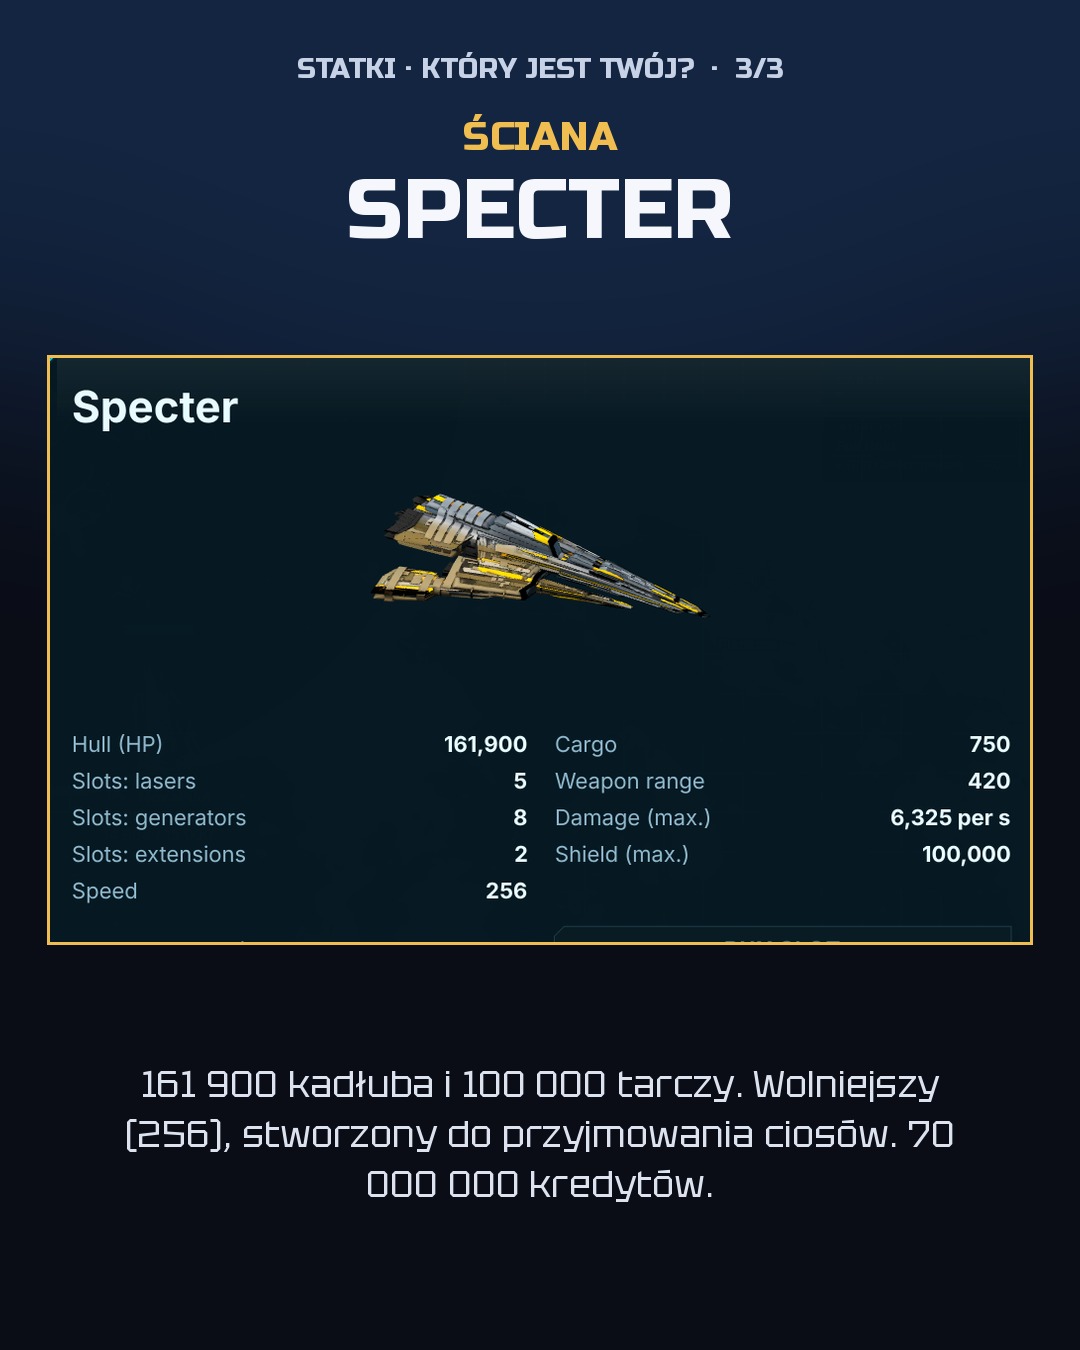 STATKI · KTÓRY JEST TWÓJ? · 3/3
ŚCIANA
SPECTER
Specter
Hull (HP) 161,900 Cargo 750
Slots: lasers 5 Weapon range 420
Slots: generators 8 Damage (max.) 6,325 per s
Slots: extensions 2 Shield (max.) 100,000
Speed 256
161 900 kadłuba i 100 000 tarczy. Wolniejszy
(256), stworzony do przyjmowania ciosów. 70
000 000 kredytów.